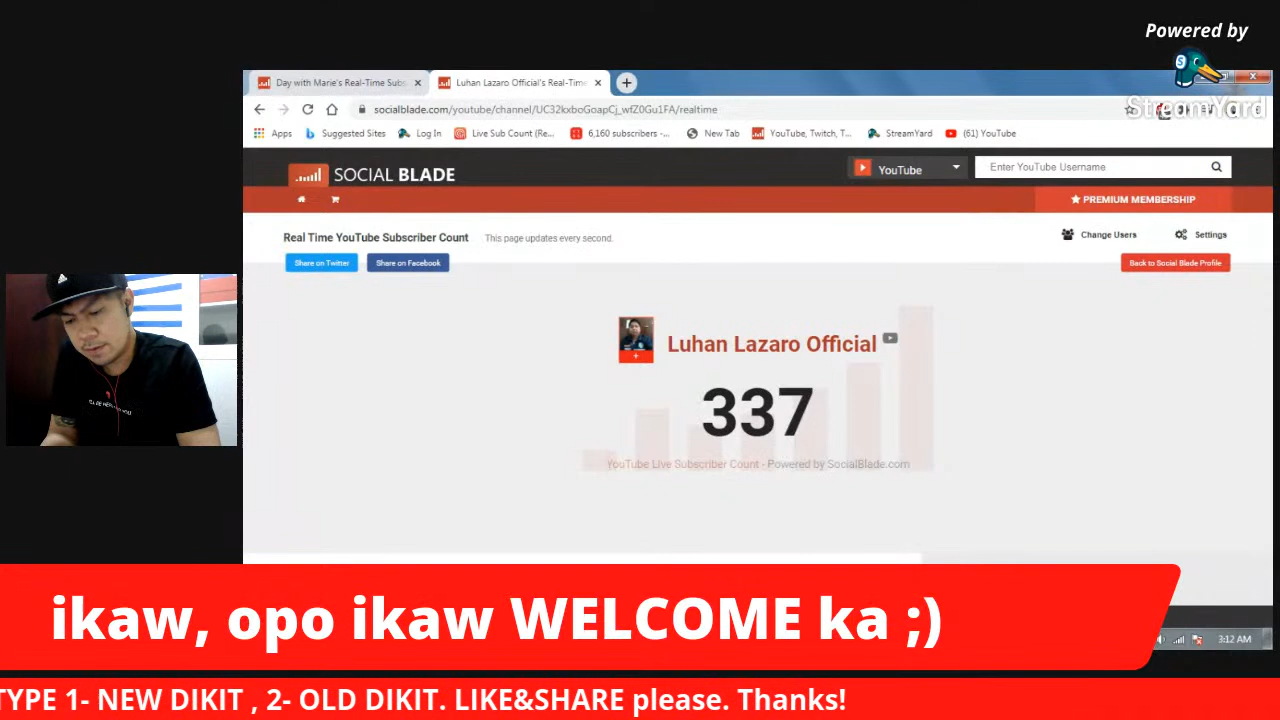 Powered by
StreamYard
Day with Marie's Real-Time Subs
Luhan Lazaro Official's Real-Time
socialblade.com/youtube/channel/UC32kxboGoapCj_wfZ0Gu1FA/realtime
Apps Suggested Sites Log In Live Sub Count (Re... 6,160 subscribers -... New Tab YouTube, Twitch, T... StreamYard (61) YouTube
SOCIAL BLADE
YouTube
Enter YouTube Username
PREMIUM MEMBERSHIP
Real Time YouTube Subscriber Count This page updates every second.
Change Users Settings
Share on Twitter Share on Facebook
Back to Social Blade Profile
Luhan Lazaro Official
337
YouTube Live Subscriber Count - Powered by SocialBlade.com
ikaw, opo ikaw WELCOME ka ;)
3:12 AM
TYPE 1- NEW DIKIT , 2- OLD DIKIT. LIKE&SHARE please. Thanks!